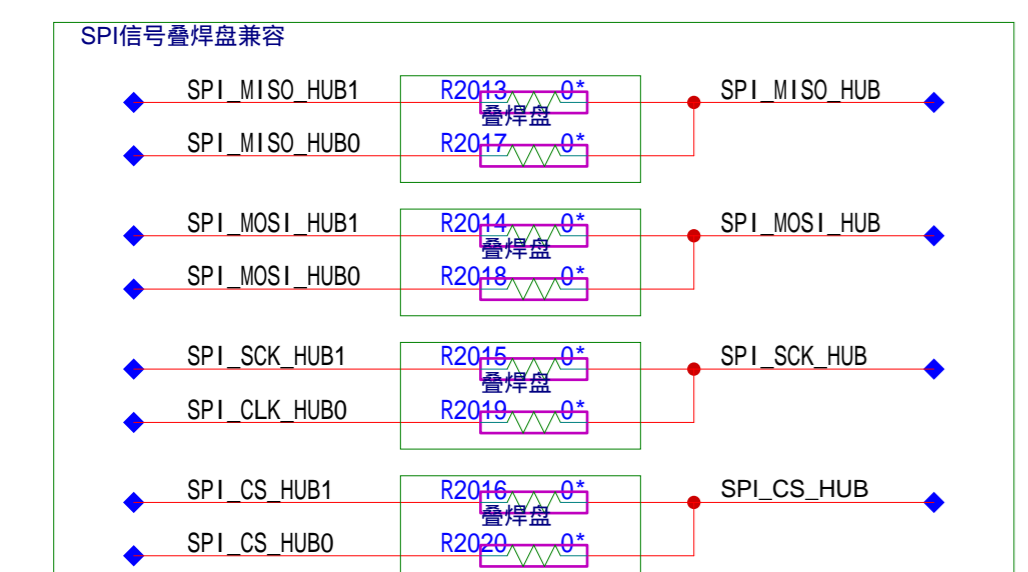 SPI信号叠焊盘兼容
SPI_MISO_HUB1 R2013 0* SPI_MISO_HUB
叠焊盘
SPI_MISO_HUB0 R2017 0*
SPI_MOSI_HUB1 R2014 0* SPI_MOSI_HUB
叠焊盘
SPI_MOSI_HUB0 R2018 0*
SPI_SCK_HUB1 R2015 0* SPI_SCK_HUB
叠焊盘
SPI_CLK_HUB0 R2019 0*
SPI_CS_HUB1 R2016 0* SPI_CS_HUB
叠焊盘
SPI_CS_HUB0 R2020 0*